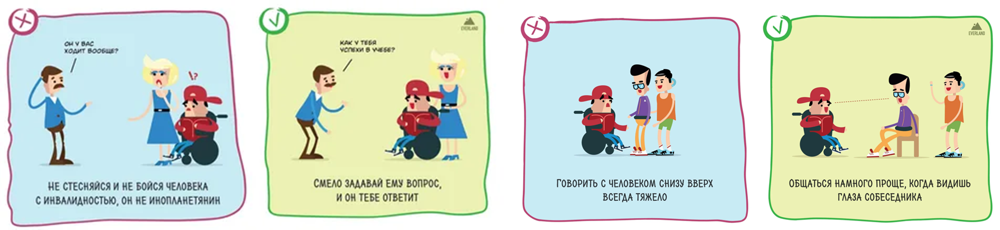 ОН У ВАС
ХОДИТ ВООБЩЕ?
!?
НЕ СТЕСНЯЙСЯ И НЕ БОЙСЯ ЧЕЛОВЕКА
С ИНВАЛИДНОСТЬЮ, ОН НЕ ИНОПЛАНЕТЯНИН
EVERLAND
КАК У ТЕБЯ
УСПЕХИ В УЧЕБЕ?
СМЕЛО ЗАДАВАЙ ЕМУ ВОПРОС,
И ОН ТЕБЕ ОТВЕТИТ
ГОВОРИТЬ С ЧЕЛОВЕКОМ СНИЗУ ВВЕРХ
ВСЕГДА ТЯЖЕЛО
EVERLAND
ОБЩАТЬСЯ НАМНОГО ПРОЩЕ, КОГДА ВИДИШЬ
ГЛАЗА СОБЕСЕДНИКА